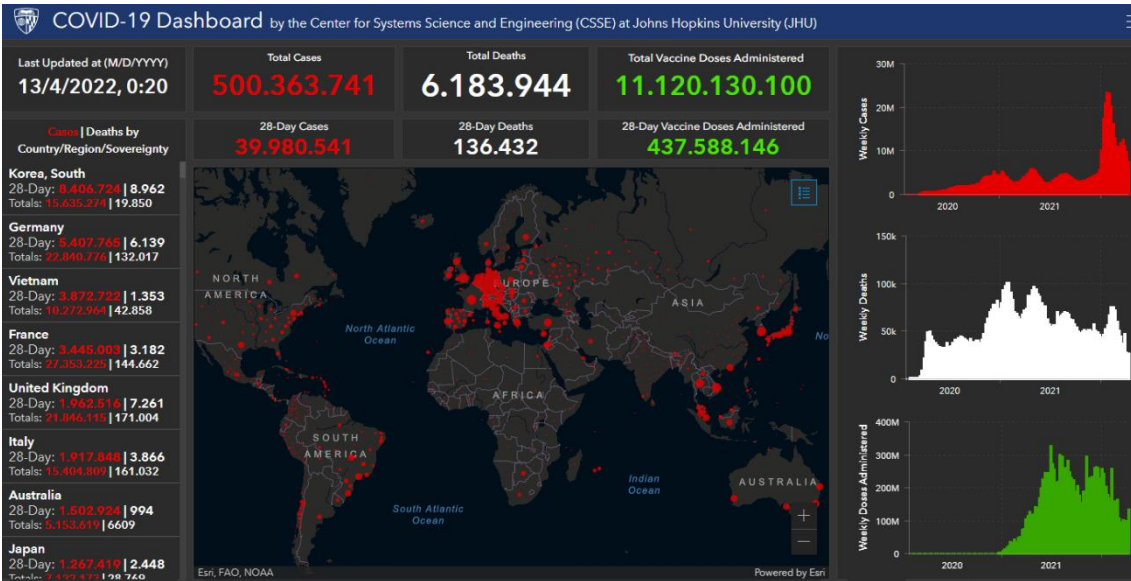 COVID-19 Dashboard by the Center for Systems Science and Engineering (CSSE) at Johns Hopkins University (JHU)
Last Updated at (M/D/YYYY)
13/4/2022, 0:20
Cases | Deaths by
Country/Region/Sovereignty
Korea, South
28-Day: 8.406.724 | 8.962
Totals: 15.635.274 | 19.850
Germany
28-Day: 5.407.765 | 6.139
Totals: 22.840.776 | 132.017
Vietnam
28-Day: 3.872.722 | 1.353
Totals: 10.272.964 | 42.858
France
28-Day: 3.445.003 | 3.182
Totals: 27.353.225 | 144.662
United Kingdom
28-Day: 1.962.516 | 7.261
Totals: 21.846.115 | 171.004
Italy
28-Day: 1.917.848 | 3.866
Totals: 15.404.809 | 161.032
Australia
28-Day: 1.502.924 | 994
Totals: 5.153.619 | 6609
Japan
28-Day: 1.267.419 | 2.448
Totals: | 28.769
Total Cases
500.363.741
Total Deaths
6.183.944
Total Vaccine Doses Administered
11.120.130.100
28-Day Cases
39.980.541
28-Day Deaths
136.432
28-Day Vaccine Doses Administered
437.588.146
NORTH
AMERICA
EUROPE
ASIA
North Atlantic
Ocean
No
AFRICA
SOUTH
AMERICA
Indian
Ocean
AUSTRALIA
South Atlantic
Ocean
+
−
Esri, FAO, NOAA
Powered by Esri
Weekly Cases
30M
20M
10M
0
2020
2021
Weekly Deaths
150k
100k
50k
0
2020
2021
Weekly Doses Administered
400M
300M
200M
100M
0
2020
2021